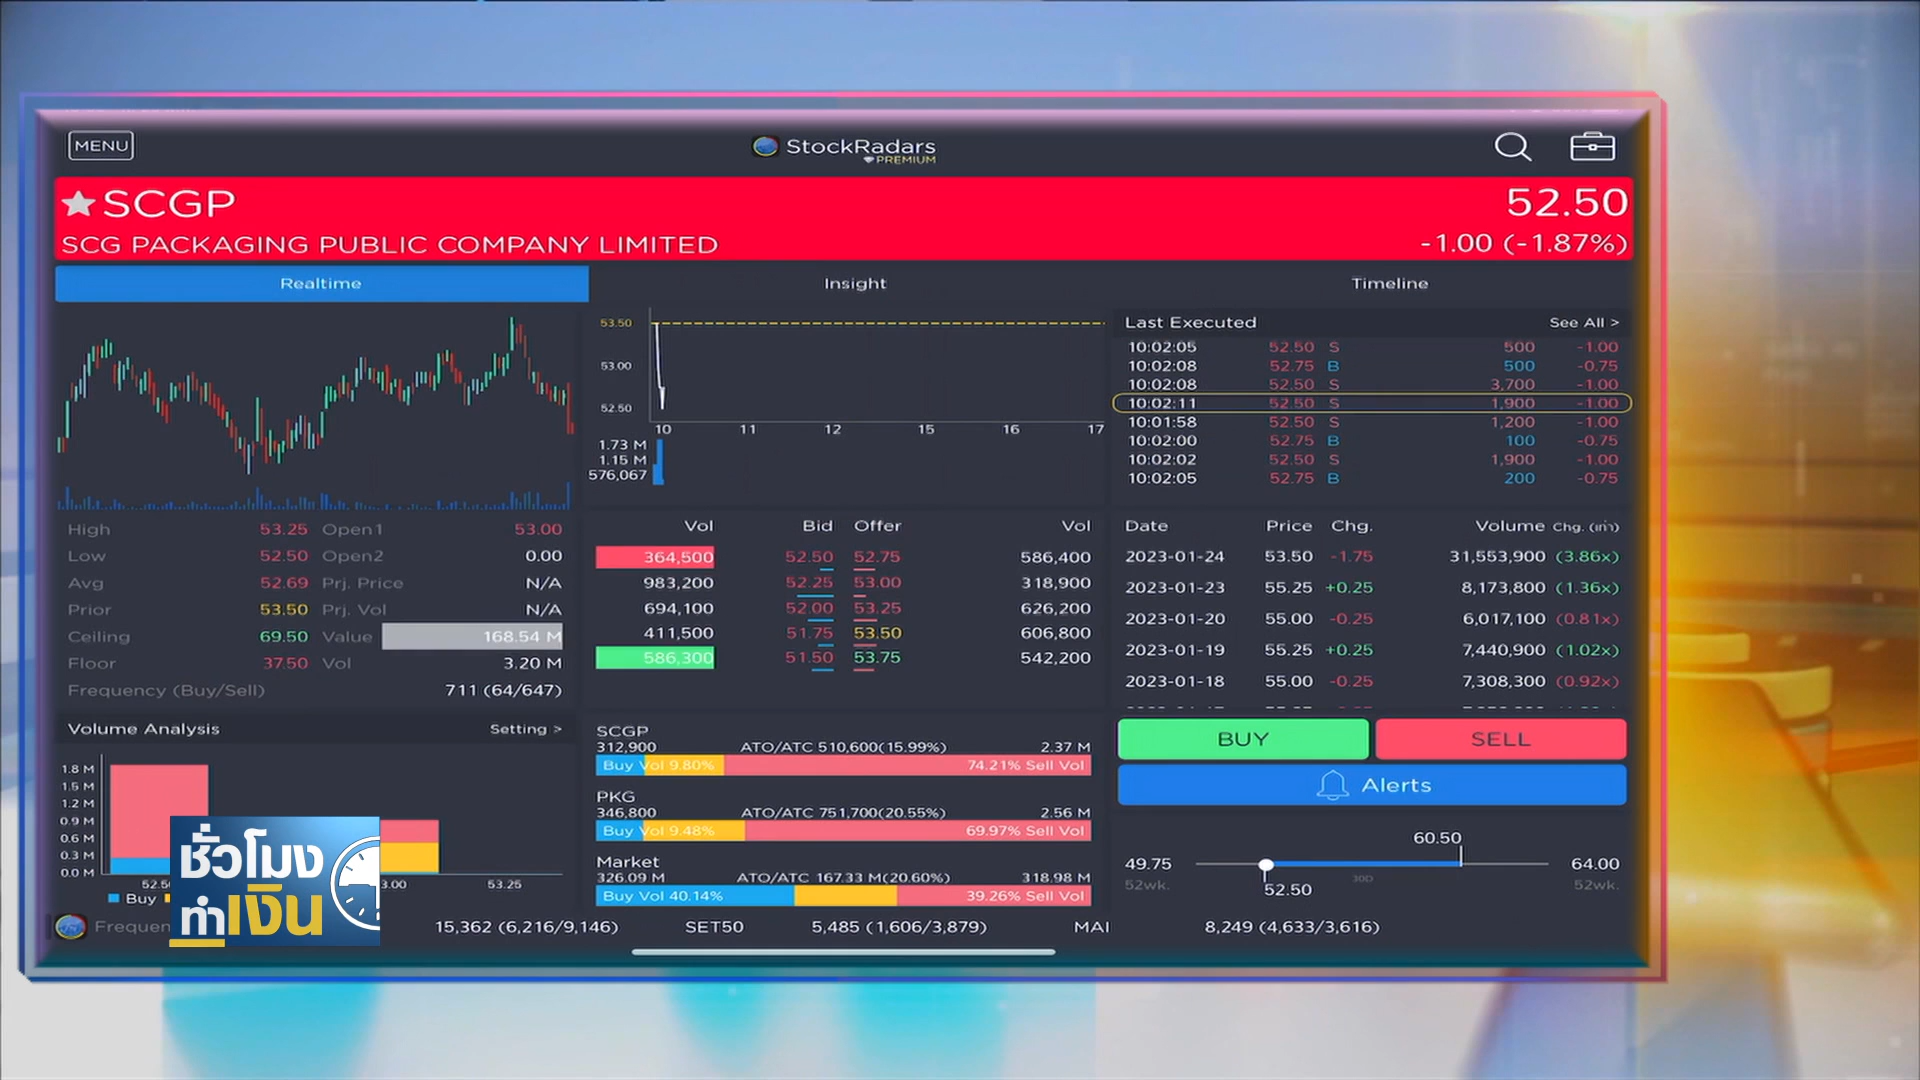 MENU
StockRadars
PREMIUM
SCGP
52.50
SCG PACKAGING PUBLIC COMPANY LIMITED
-1.00 (-1.87%)
Realtime
Insight
Timeline
53.50
53.00
52.50
10 11 12 15 16 17
1.73 M
1.15 M
576,067
Last Executed See All >
10:02:05 52.50 S 500 -1.00
10:02:08 52.75 B 500 -0.75
10:02:08 52.50 S 3,700 -1.00
10:02:11 52.50 S 1,900 -1.00
10:01:58 52.50 S 1,200 -1.00
10:02:00 52.75 B 100 -0.75
10:02:02 52.50 S 1,900 -1.00
10:02:05 52.75 B 200 -0.75
High 53.25 Open1 53.00
Low 52.50 Open2 0.00
Avg 52.69 Prj. Price N/A
Prior 53.50 Prj. Vol N/A
Ceiling 69.50 Value 168.54 M
Floor 37.50 Vol 3.20 M
Frequency (Buy/Sell) 711 (64/647)
Vol Bid Offer Vol
364,500 52.50 52.75 586,400
983,200 52.25 53.00 318,900
694,100 52.00 53.25 626,200
411,500 51.75 53.50 606,800
586,300 51.50 53.75 542,200
Date Price Chg. Volume Chg. (เท่า)
2023-01-24 53.50 -1.75 31,553,900 (3.86x)
2023-01-23 55.25 +0.25 8,173,800 (1.36x)
2023-01-20 55.00 -0.25 6,017,100 (0.81x)
2023-01-19 55.25 +0.25 7,440,900 (1.02x)
2023-01-18 55.00 -0.25 7,308,300 (0.92x)
Volume Analysis Setting >
1.8 M
1.5 M
1.2 M
0.9 M
0.6 M
0.3 M
0.0 M
53.25
Buy
SCGP
312,900 ATO/ATC 510,600(15.99%) 2.37 M
Buy Vol 9.80% 74.21% Sell Vol
PKG
346,800 ATO/ATC 751,700(20.55%) 2.56 M
Buy Vol 9.48% 69.97% Sell Vol
Market
326.09 M ATO/ATC 167.33 M(20.60%) 318.98 M
Buy Vol 40.14% 39.26% Sell Vol
BUY SELL
Alerts
60.50
49.75 64.00
52wk. 30D 52wk.
52.50
15,362 (6,216/9,146) SET50 5,485 (1,606/3,879) MAI 8,249 (4,633/3,616)
ชั่วโมง
ทำเงิน